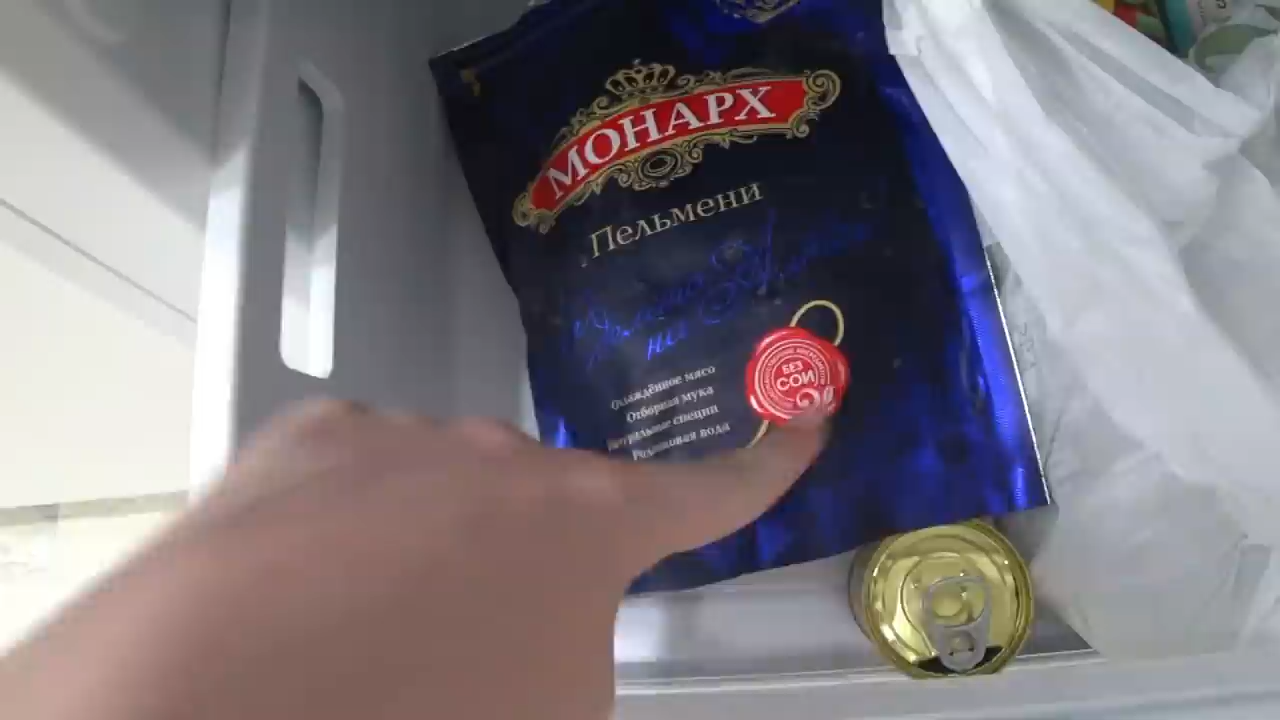 МОНАРХ
Пельмени
на
БЕЗ
СОИ
Охлаждённое мясо
Отборная мука
Натуральные специи
Родниковая вода